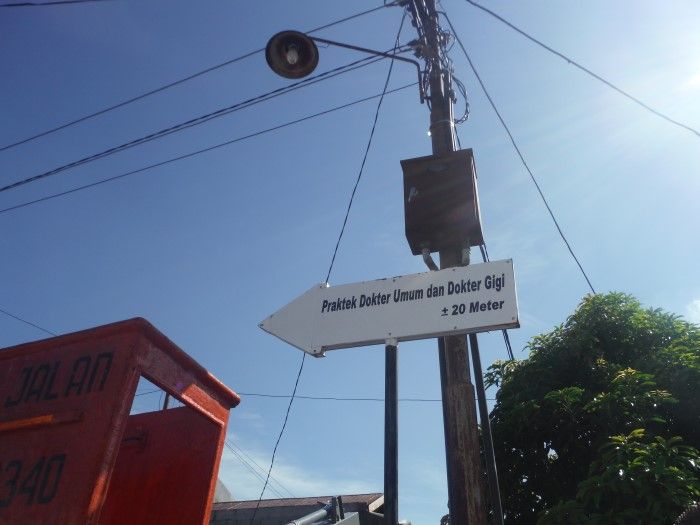 Praktek Dokter Umum dan Dokter Gigi
± 20 Meter
JALAN
340